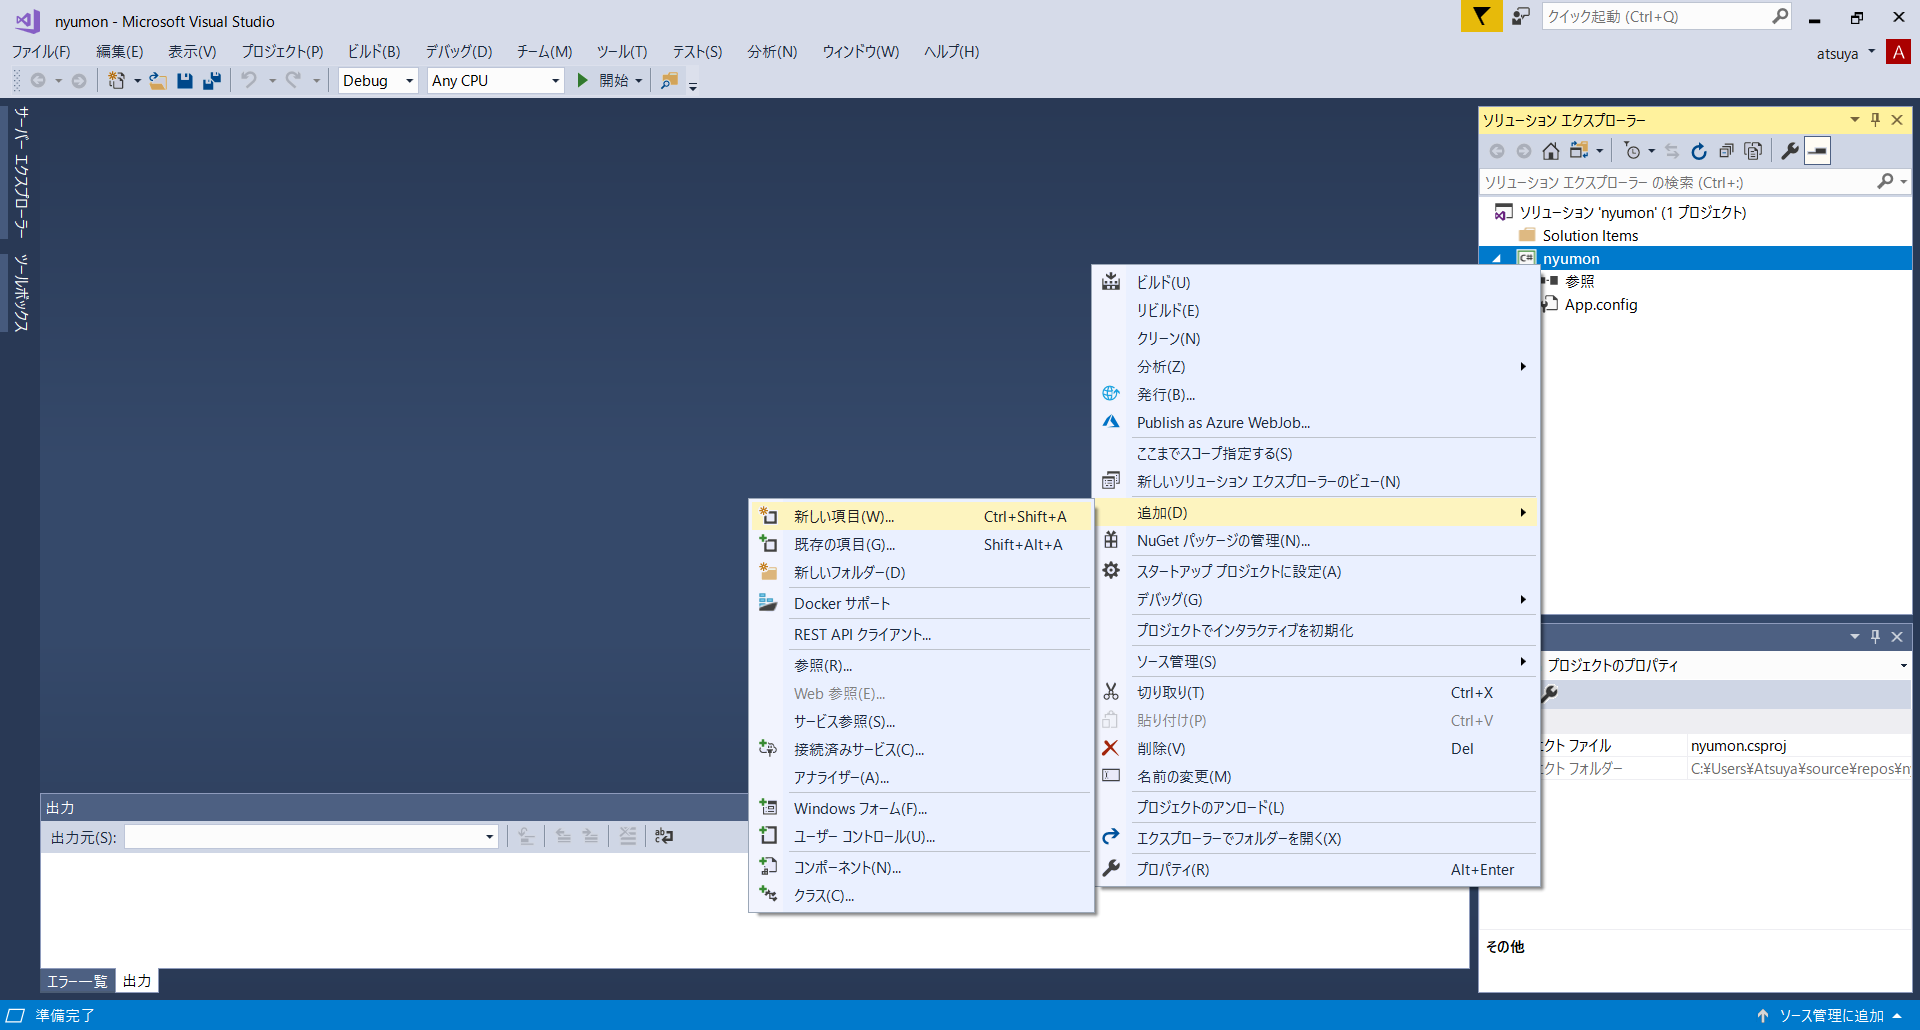 nyumon - Microsoft Visual Studio
クイック起動 (Ctrl+Q)
ファイル(F) 編集(E) 表示(V) プロジェクト(P) ビルド(B) デバッグ(D) チーム(M) ツール(T) テスト(S) 分析(N) ウィンドウ(W) ヘルプ(H)
atsuya A
Debug Any CPU 開始
サーバー エクスプローラー
ツールボックス
ソリューション エクスプローラー
ソリューション エクスプローラー の検索 (Ctrl+:)
ソリューション 'nyumon' (1 プロジェクト)
Solution Items
C# nyumon
参照
App.config
ビルド(U)
リビルド(E)
クリーン(N)
分析(Z)
発行(B)...
Publish as Azure WebJob...
ここまでスコープ指定する(S)
新しいソリューション エクスプローラーのビュー(N)
追加(D)
NuGet パッケージの管理(N)...
スタートアップ プロジェクトに設定(A)
デバッグ(G)
プロジェクトでインタラクティブを初期化
ソース管理(S)
切り取り(T) Ctrl+X
貼り付け(P) Ctrl+V
削除(V) Del
名前の変更(M)
プロジェクトのアンロード(L)
エクスプローラーでフォルダーを開く(X)
プロパティ(R) Alt+Enter
新しい項目(W)... Ctrl+Shift+A
既存の項目(G)... Shift+Alt+A
新しいフォルダー(D)
Docker サポート
REST API クライアント...
参照(R)...
Web 参照(E)...
サービス参照(S)...
接続済みサービス(C)...
アナライザー(A)...
Windows フォーム(F)...
ユーザー コントロール(U)...
コンポーネント(N)...
クラス(C)...
プロジェクトのプロパティ
ェクト ファイル nyumon.csproj
ェクト フォルダー C:¥Users¥Atsuya¥source¥repos¥n
その他
出力
出力元(S):
エラー一覧 出力
準備完了
ソース管理に追加